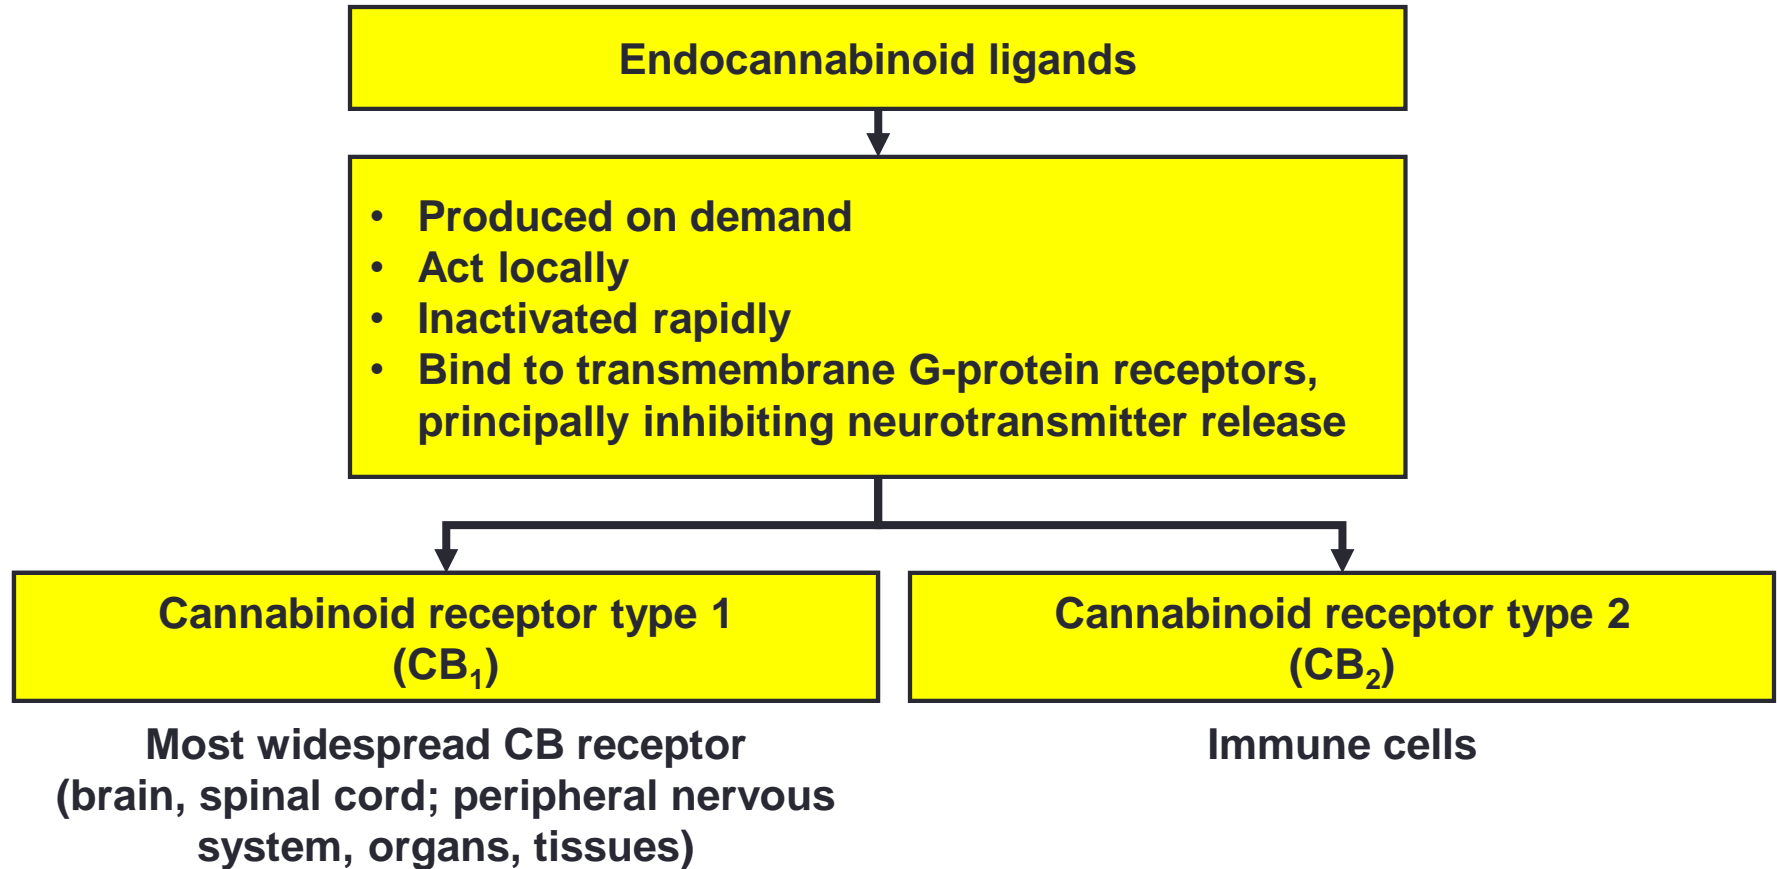 Endocannabinoid ligands
• Produced on demand
• Act locally
• Inactivated rapidly
• Bind to transmembrane G-protein receptors,
principally inhibiting neurotransmitter release
Cannabinoid receptor type 1
(CB₁)
Most widespread CB receptor
(brain, spinal cord; peripheral nervous
system, organs, tissues)
Cannabinoid receptor type 2
(CB₂)
Immune cells